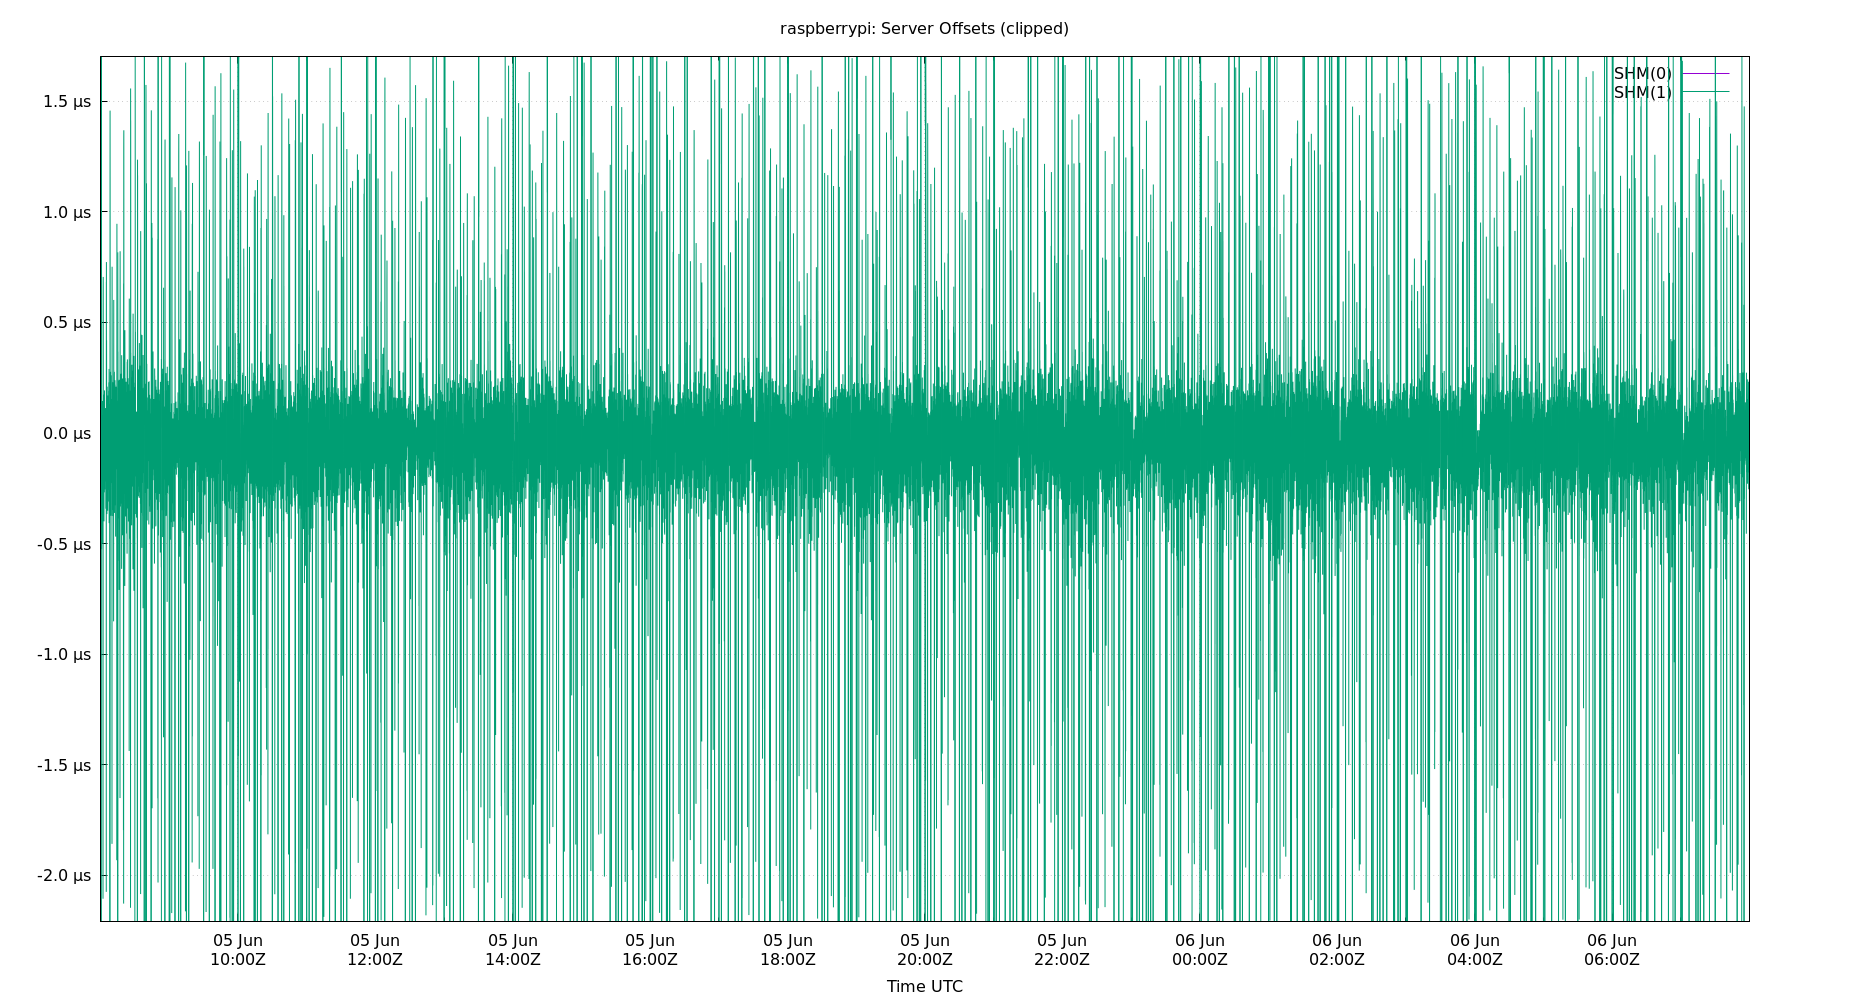 raspberrypi: Server Offsets (clipped)
SHM(0)
SHM(1)
1.5 µs
1.0 µs
0.5 µs
0.0 µs
-0.5 µs
-1.0 µs
-1.5 µs
-2.0 µs
05 Jun 05 Jun 05 Jun 05 Jun 05 Jun 05 Jun 05 Jun 06 Jun 06 Jun 06 Jun 06 Jun
10:00Z 12:00Z 14:00Z 16:00Z 18:00Z 20:00Z 22:00Z 00:00Z 02:00Z 04:00Z 06:00Z
Time UTC